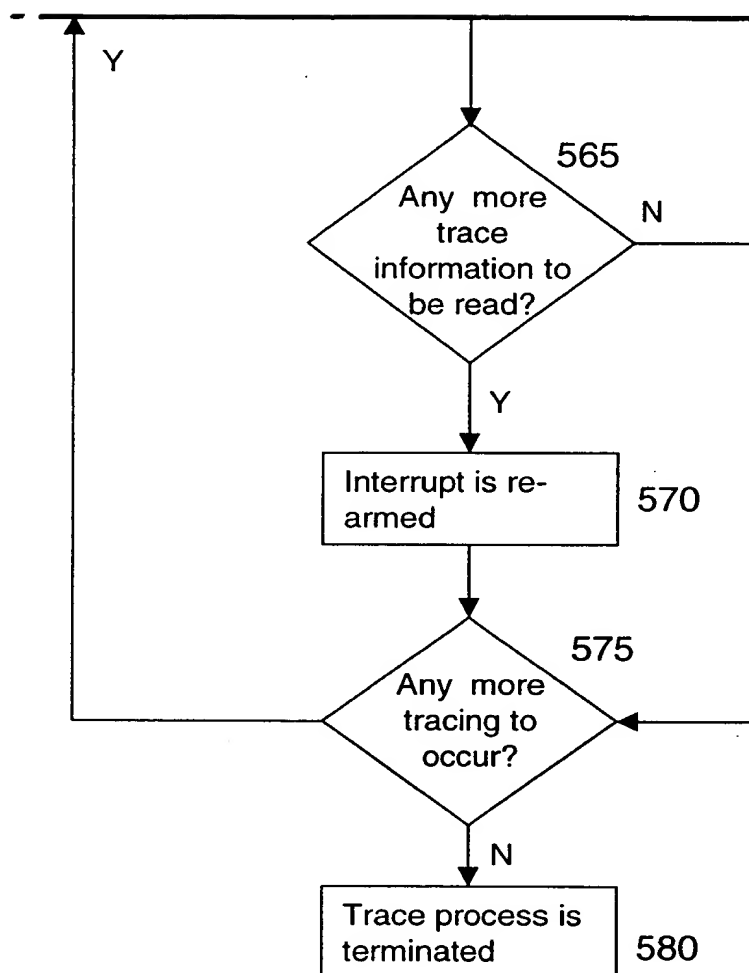 Y
565
Any more
trace
information to
be read?
N
Y
Interrupt is re-
armed
570
575
Any more
tracing to
occur?
N
Trace process is
terminated
580